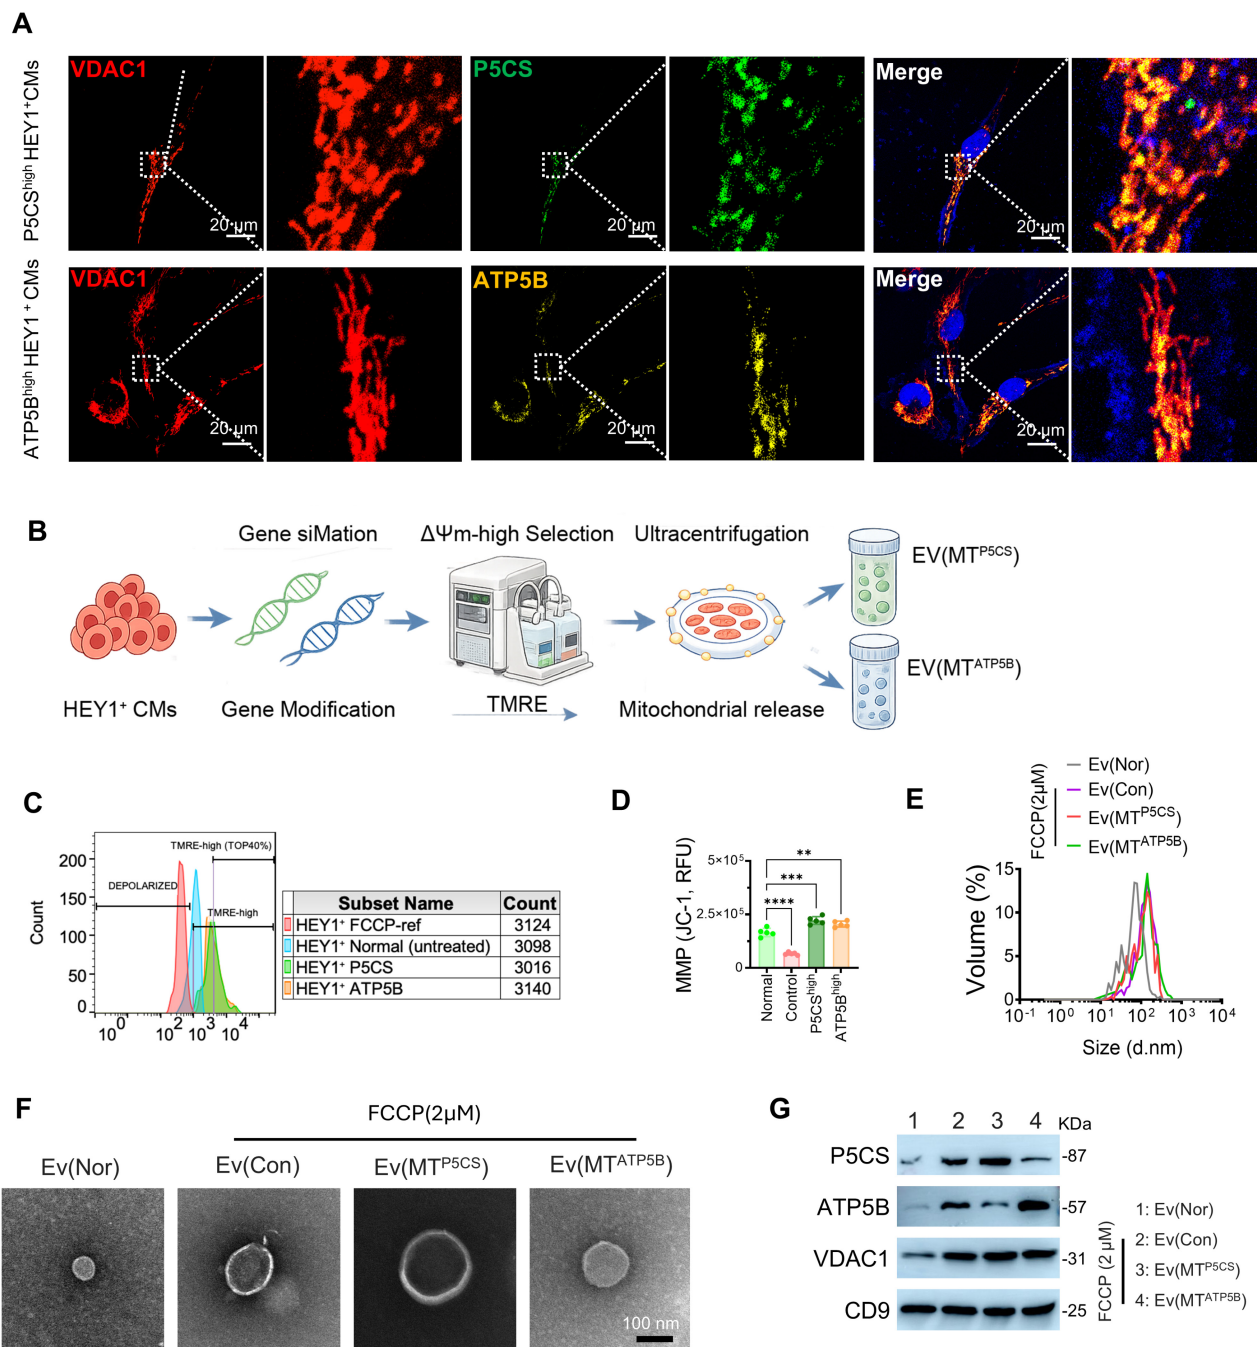 A
P5CShigh HEY1+CMs
VDAC1
20 μm
P5CS
20 μm
Merge
20 μm
ATP5Bhigh HEY1 + CMs
VDAC1
20 μm
ATP5B
20 μm
Merge
20 μm
B
Gene siMation
ΔΨm-high Selection
Ultracentrifugation
EV(MTP5CS)
EV(MTATP5B)
HEY1+ CMs
Gene Modification
TMRE
Mitochondrial release
C
Count
200
150
100
50
0
TMRE-high (TOP40%)
DEPOLARIZED
TMRE-high
10^0 10^2 10^3 10^4
Subset Name Count
HEY1+ FCCP-ref 3124
HEY1+ Normal (untreated) 3098
HEY1+ P5CS 3016
HEY1+ ATP5B 3140
D
MMP (JC-1, RFU)
5×10^5
2.5×10^5
0
**
***
****
Normal
Control
P5CShigh
ATP5Bhigh
E
FCCP(2μM)
Ev(Nor)
Ev(Con)
Ev(MTP5CS)
Ev(MTATP5B)
Volume (%)
15
10
5
0
10^-1 10^0 10^1 10^2 10^3 10^4
Size (d.nm)
F
FCCP(2μM)
Ev(Nor)
Ev(Con)
Ev(MTP5CS)
Ev(MTATP5B)
100 nm
G
1 2 3 4 KDa
P5CS -87
ATP5B -57
VDAC1 -31
CD9 -25
FCCP (2 μM)
1: Ev(Nor)
2: Ev(Con)
3: Ev(MTP5CS)
4: Ev(MTATP5B)